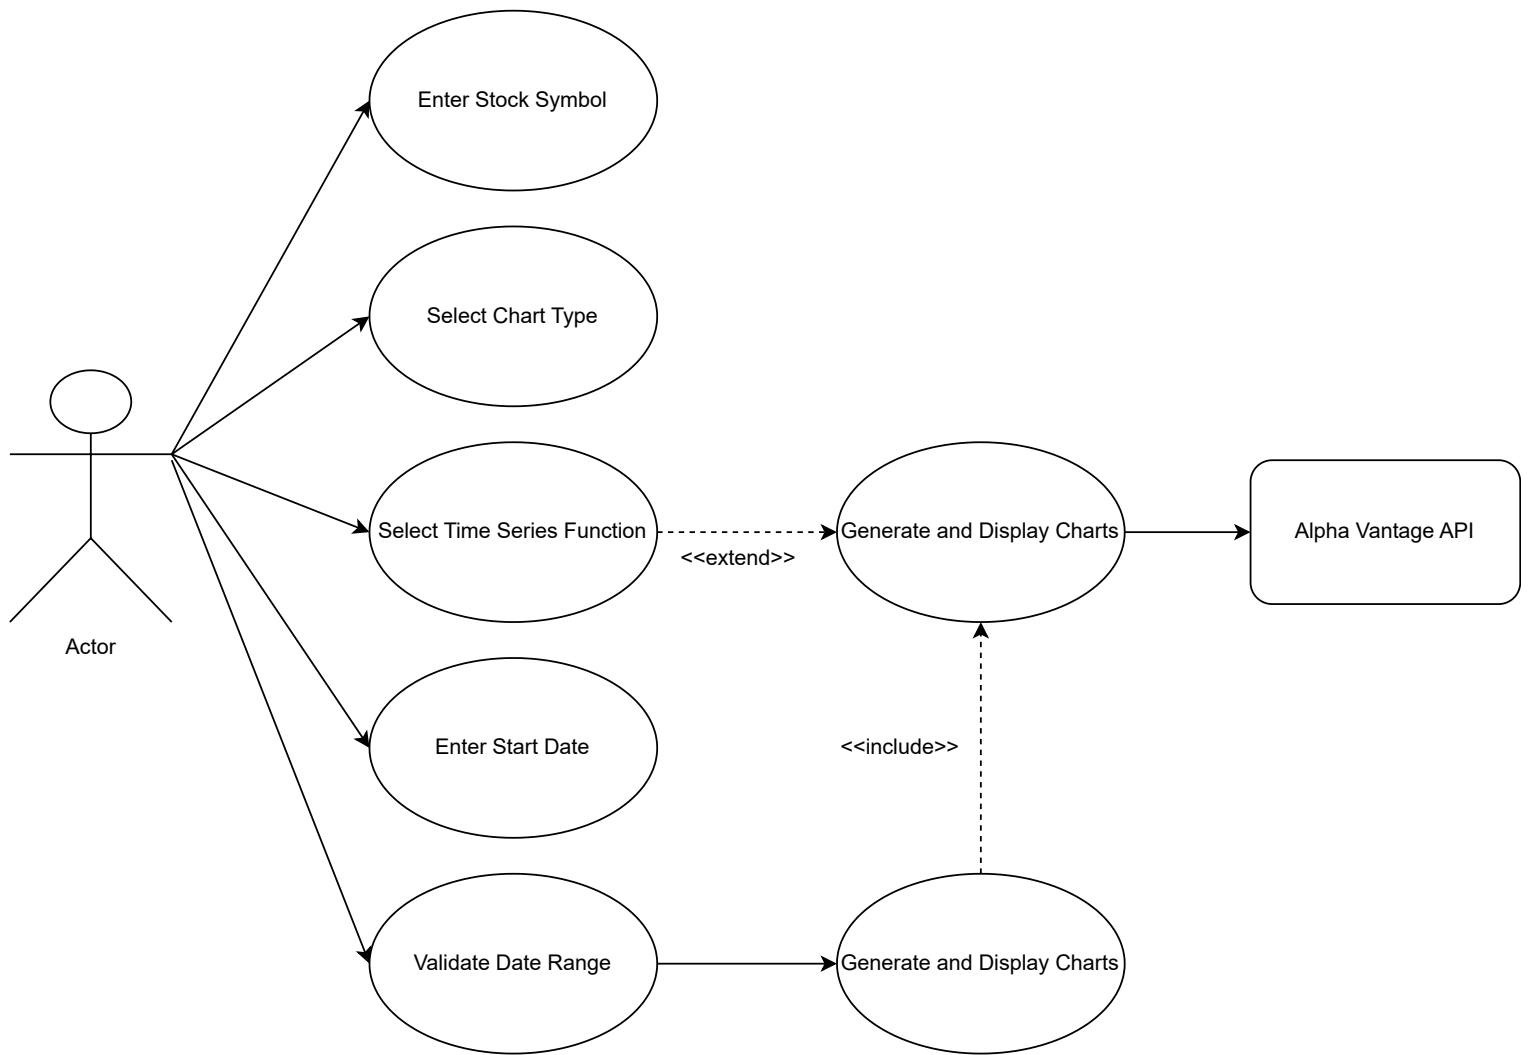 Enter Stock Symbol
Select Chart Type
Select Time Series Function
Generate and Display Charts
Alpha Vantage API
<<extend>>
Actor
Enter Start Date
<<include>>
Validate Date Range
Generate and Display Charts